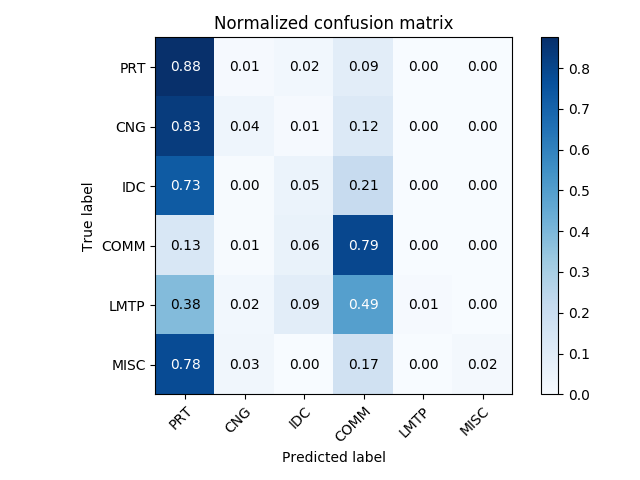 Normalized confusion matrix
True label
PRT 0.88 0.01 0.02 0.09 0.00 0.00
CNG 0.83 0.04 0.01 0.12 0.00 0.00
IDC 0.73 0.00 0.05 0.21 0.00 0.00
COMM 0.13 0.01 0.06 0.79 0.00 0.00
LMTP 0.38 0.02 0.09 0.49 0.01 0.00
MISC 0.78 0.03 0.00 0.17 0.00 0.02
PRT CNG IDC COMM LMTP MISC
Predicted label
0.8
0.7
0.6
0.5
0.4
0.3
0.2
0.1
0.0